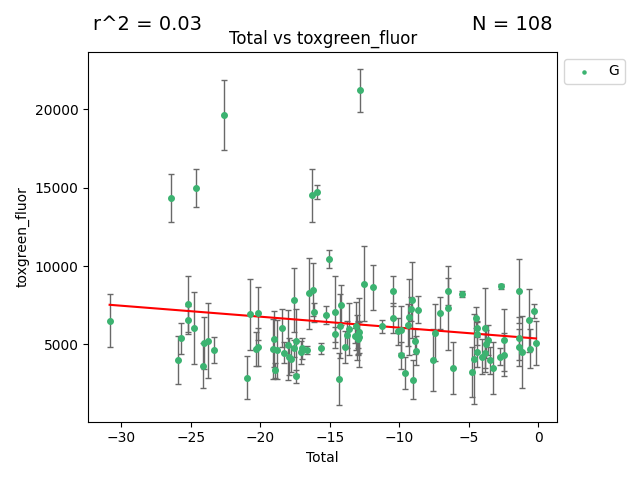 r^2 = 0.03
N = 108
Total vs toxgreen_fluor
G
20000
15000
10000
5000
toxgreen_fluor
−30
−25
−20
−15
−10
−5
0
Total